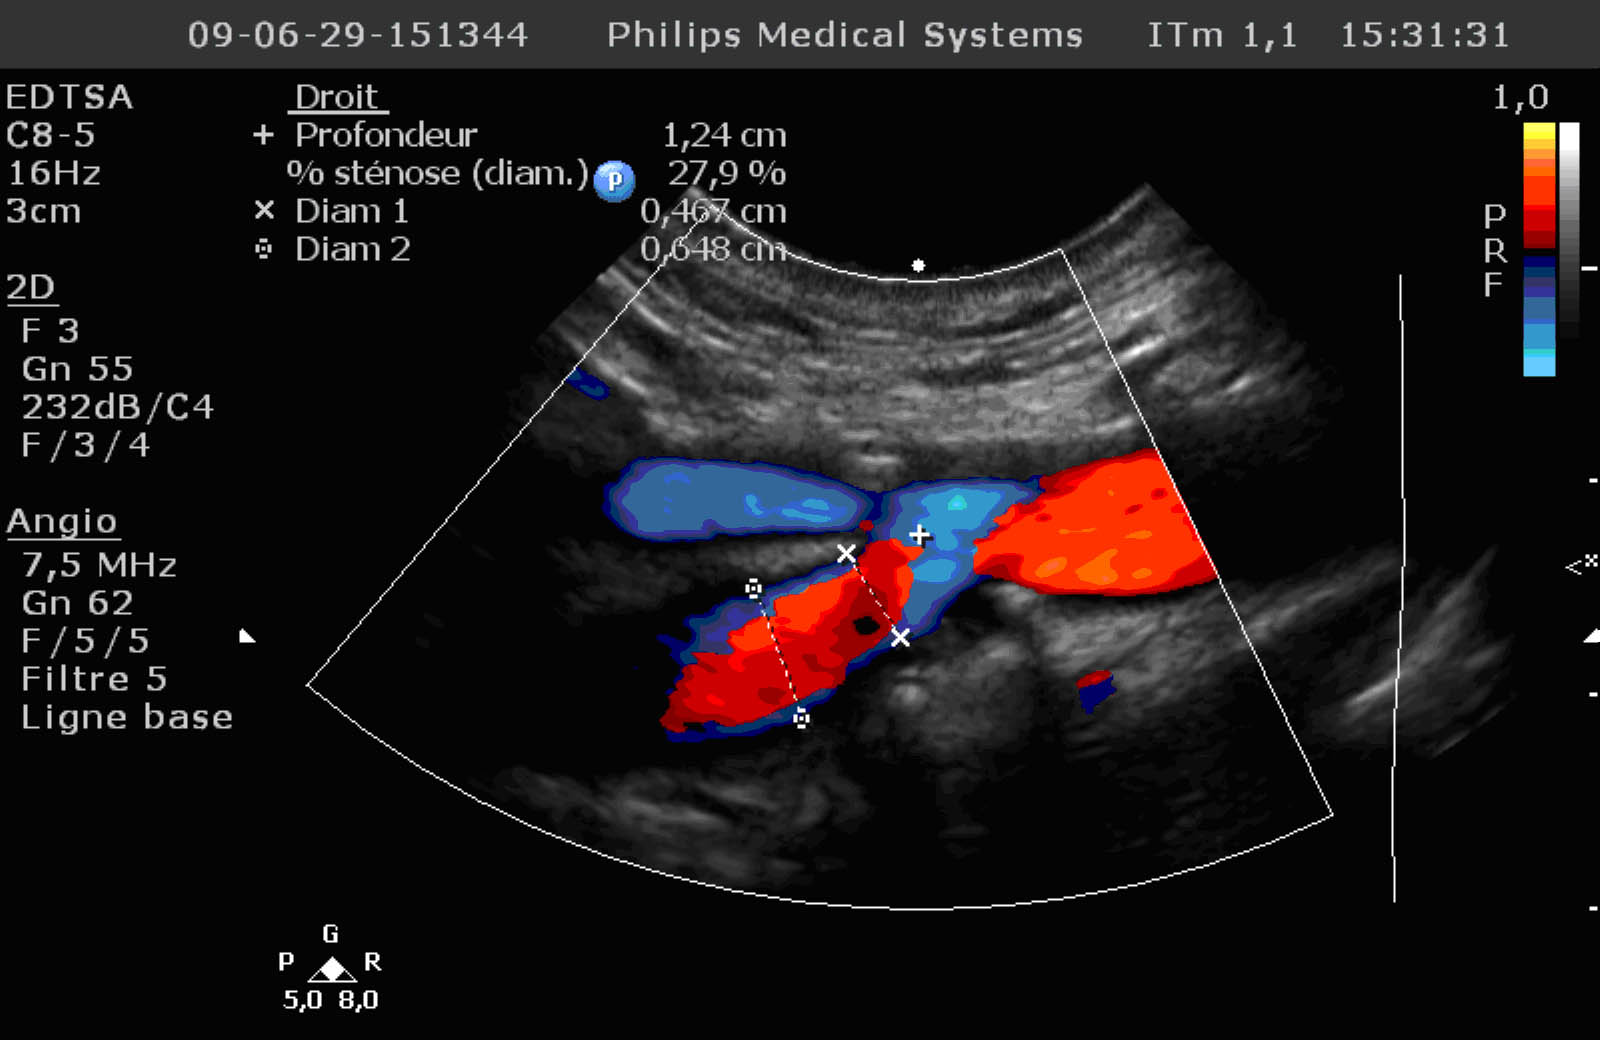 09-06-29-151344 Philips Medical Systems ITm 1,1 15:31:31
EDTSA
C8-5
16Hz
3cm
2D
F 3
Gn 55
232dB/C4
F/3/4
Angio
7,5 MHz
Gn 62
F/5/5
Filtre 5
Ligne base
Droit
+ Profondeur 1,24 cm
% sténose (diam.) P 27,9 %
× Diam 1 0,467 cm
Diam 2 0,648 cm
1,0
P
R
F
G
P R
5,0 8,0